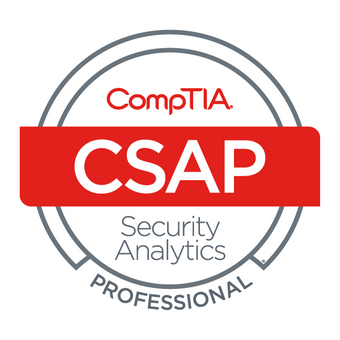 CompTIA.
CSAP
Security
Analytics
PROFESSIONAL